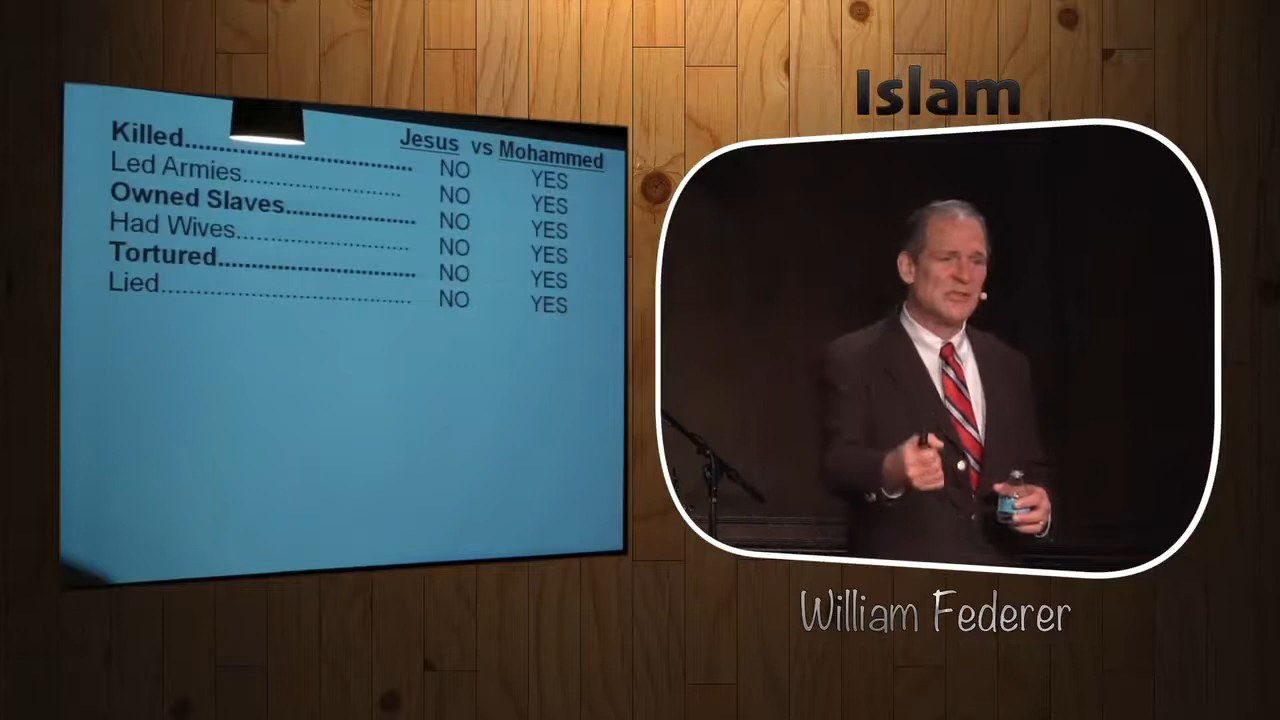 Islam
Jesus vs Mohammed
Killed.......................................... NO YES
Led Armies............................. NO YES
Owned Slaves........................ NO YES
Had Wives................................ NO YES
Tortured..................................... NO YES
Lied............................................ NO YES
William Federer